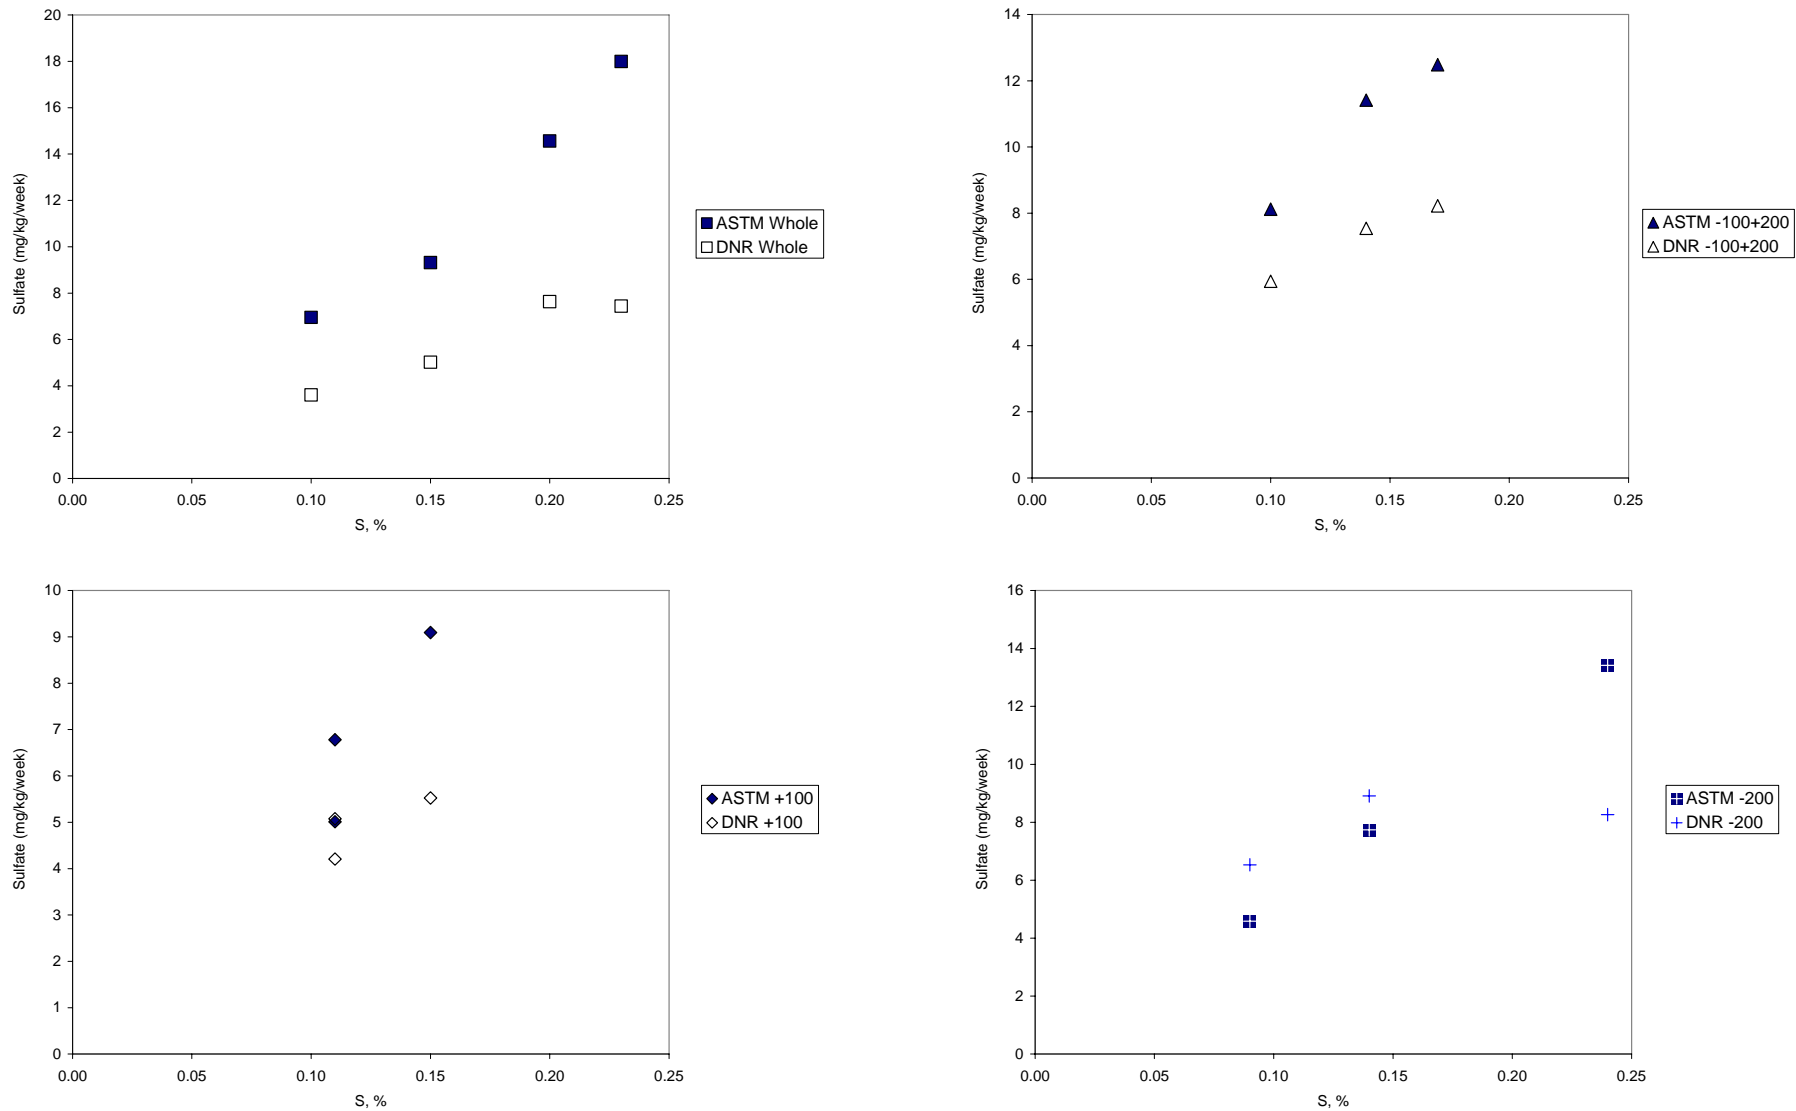 20
18
16
14
12
10
8
6
4
2
0
Sulfate (mg/kg/week)
0.00 0.05 0.10 0.15 0.20 0.25
S, %
ASTM Whole
DNR Whole
14
12
10
8
6
4
2
0
Sulfate (mg/kg/week)
0.00 0.05 0.10 0.15 0.20 0.25
S, %
ASTM -100+200
DNR -100+200
10
9
8
7
6
5
4
3
2
1
0
Sulfate (mg/kg/week)
0.00 0.05 0.10 0.15 0.20 0.25
S, %
ASTM +100
DNR +100
16
14
12
10
8
6
4
2
0
Sulfate (mg/kg/week)
0.00 0.05 0.10 0.15 0.20 0.25
S, %
ASTM -200
DNR -200